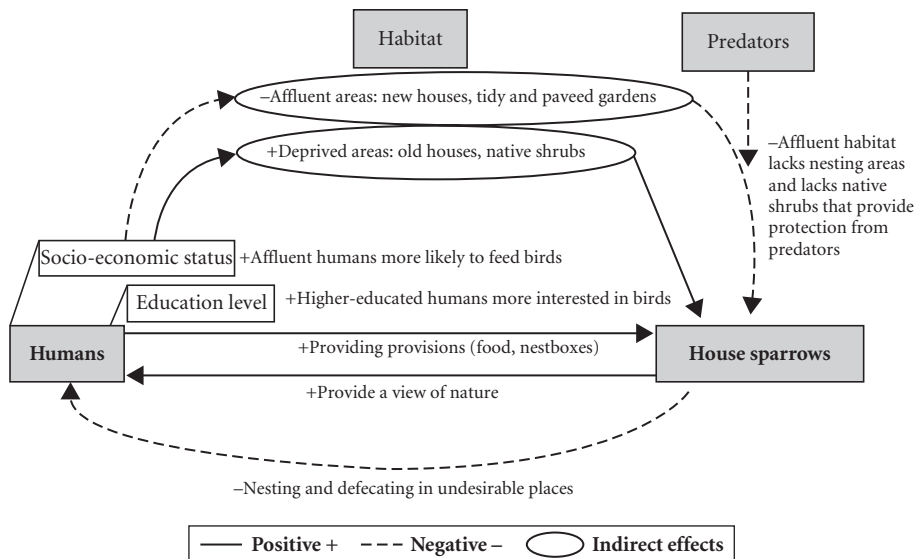 Habitat
Predators
–Affluent areas: new houses, tidy and paveed gardens
+Deprived areas: old houses, native shrubs
–Affluent habitat
lacks nesting areas
and lacks native
shrubs that provide
protection from
predators
Socio-economic status
+Affluent humans more likely to feed birds
Education level
+Higher-educated humans more interested in birds
Humans
+Providing provisions (food, nestboxes)
House sparrows
+Provide a view of nature
–Nesting and defecating in undesirable places
Positive +
Negative –
Indirect effects